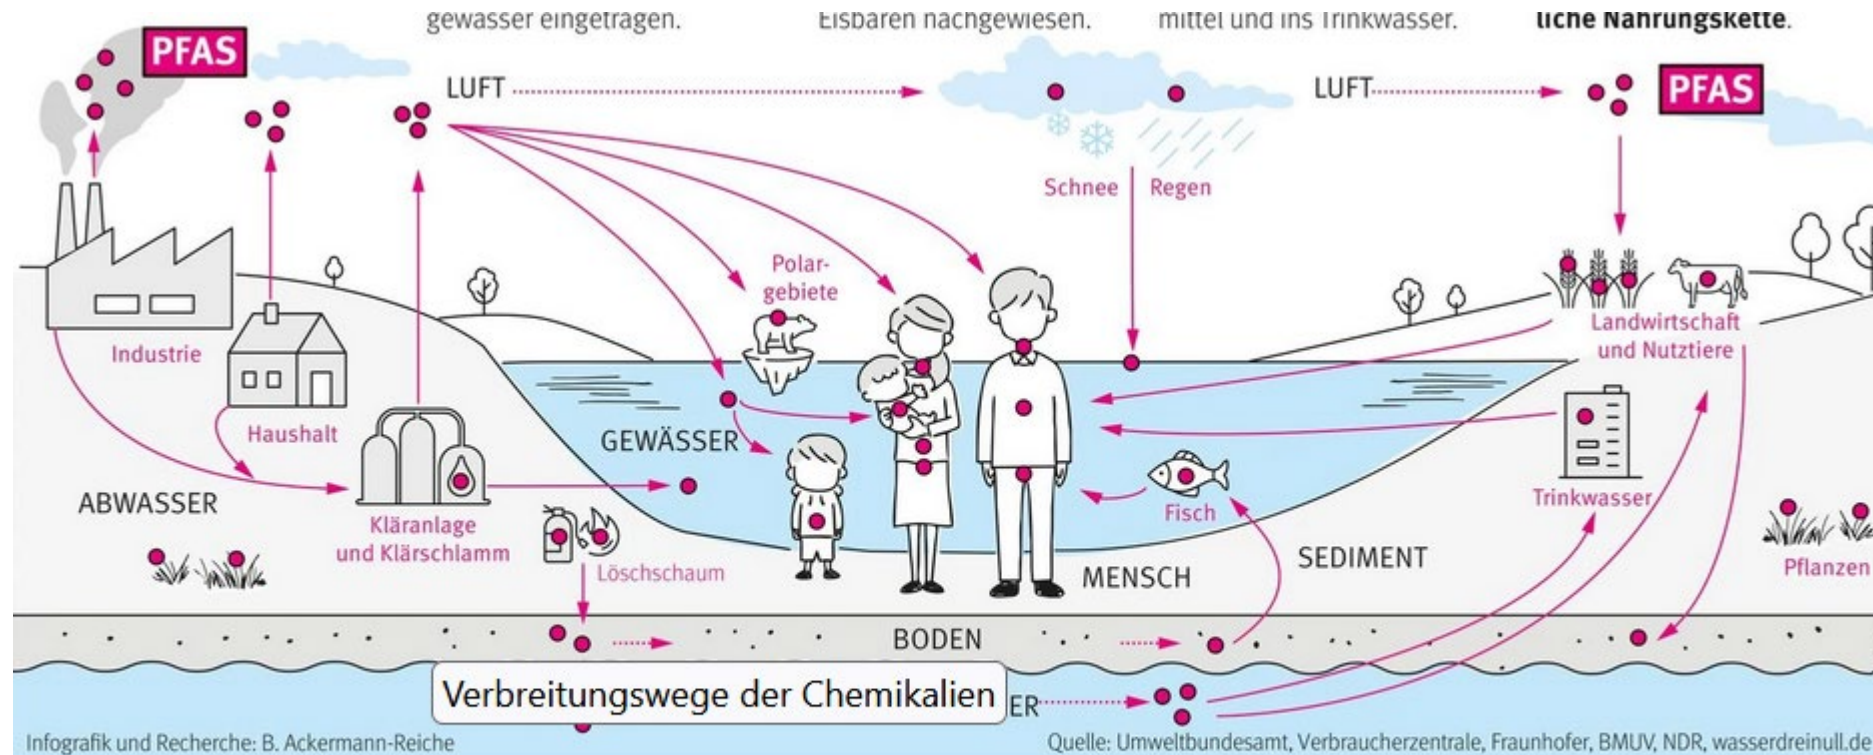 gewässer eingetragen.
Eisbären nachgewiesen.
mittel und ins Trinkwasser.
liche Nahrungskette.
PFAS
LUFT
LUFT
PFAS
Schnee
Regen
Polar-
gebiete
Industrie
Landwirtschaft
und Nutztiere
Haushalt
GEWÄSSER
ABWASSER
Kläranlage
und Klärschlamm
Löschschaum
Fisch
Trinkwasser
MENSCH
SEDIMENT
Pflanzen
BODEN
Verbreitungswege der Chemikalien
ER
Infografik und Recherche: B. Ackermann-Reiche
Quelle: Umweltbundesamt, Verbraucherzentrale, Fraunhofer, BMUV, NDR, wasserdreinull.de